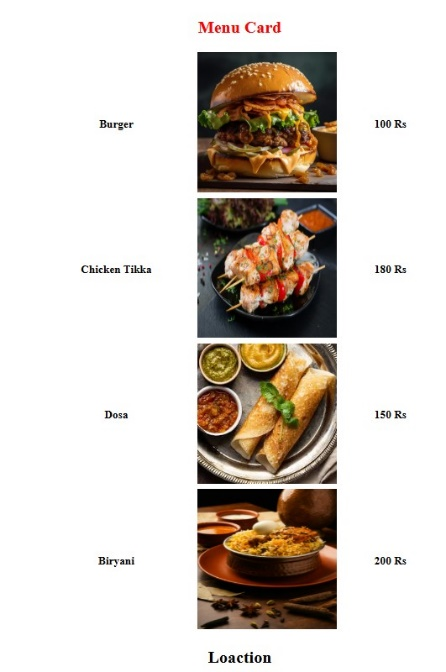 Menu Card
Burger 100 Rs
Chicken Tikka 180 Rs
Dosa 150 Rs
Biryani 200 Rs
Loaction